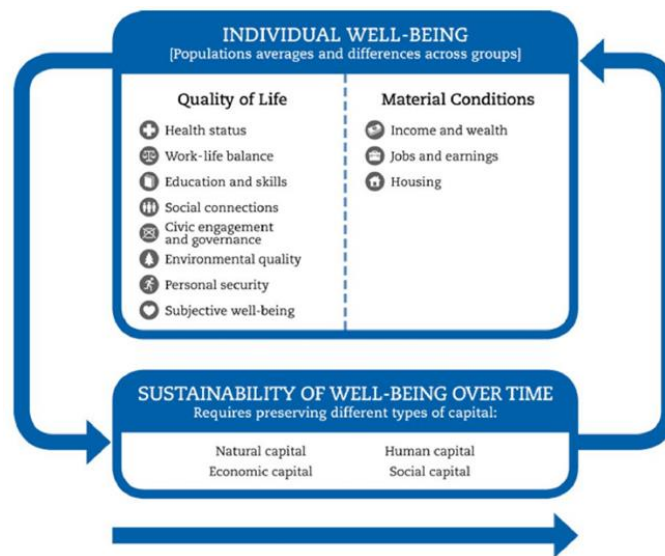 INDIVIDUAL WELL-BEING
[Populations averages and differences across groups]
Quality of Life
Health status
Work-life balance
Education and skills
Social connections
Civic engagement
and governance
Environmental quality
Personal security
Subjective well-being
Material Conditions
Income and wealth
Jobs and earnings
Housing
SUSTAINABILITY OF WELL-BEING OVER TIME
Requires preserving different types of capital:
Natural capital
Human capital
Economic capital
Social capital